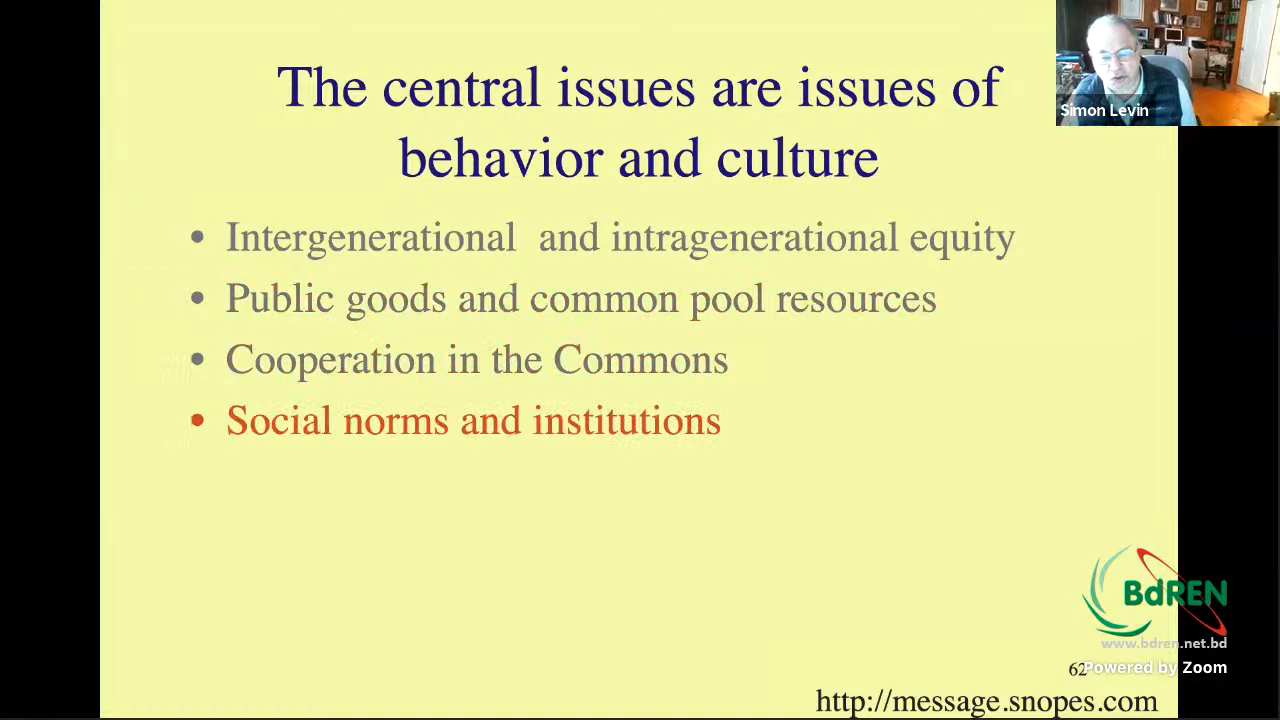 The central issues are issues of
behavior and culture
• Intergenerational and intragenerational equity
• Public goods and common pool resources
• Cooperation in the Commons
• Social norms and institutions
Simon Levin
BdREN
www.bdren.net.bd
62
Powered by Zoom
http://message.snopes.com